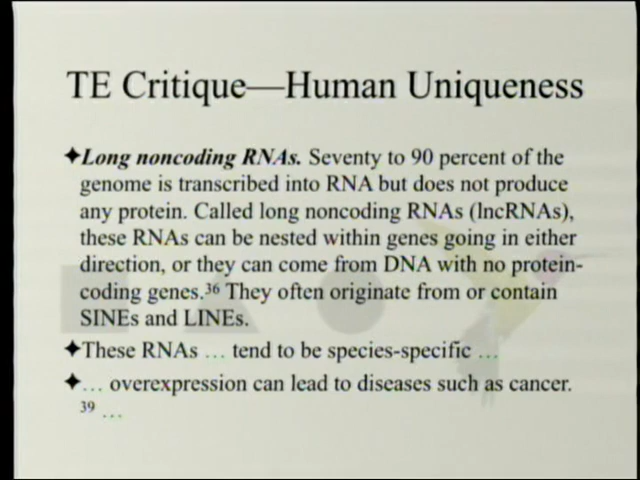 TE Critique—Human Uniqueness
✦Long noncoding RNAs. Seventy to 90 percent of the
genome is transcribed into RNA but does not produce
any protein. Called long noncoding RNAs (lncRNAs),
these RNAs can be nested within genes going in either
direction, or they can come from DNA with no protein-
coding genes.³⁶ They often originate from or contain
SINEs and LINEs.
✦These RNAs … tend to be species-specific …
✦… overexpression can lead to diseases such as cancer.
³⁹ …